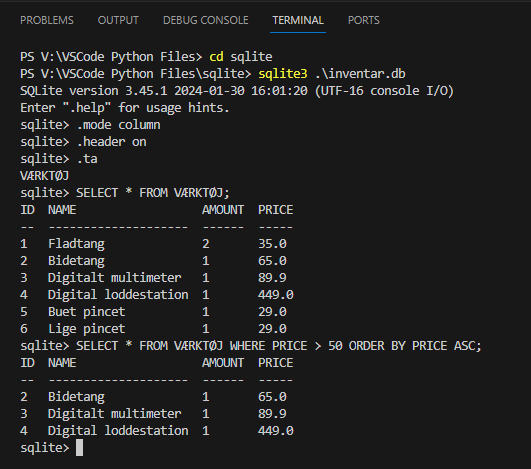 PROBLEMS OUTPUT DEBUG CONSOLE TERMINAL PORTS
PS V:\VSCode Python Files> cd sqlite
PS V:\VSCode Python Files\sqlite> sqlite3 .\inventar.db
SQLite version 3.45.1 2024-01-30 16:01:20 (UTF-16 console I/O)
Enter ".help" for usage hints.
sqlite> .mode column
sqlite> .header on
sqlite> .ta
VÆRKTØJ
sqlite> SELECT * FROM VÆRKTØJ;
ID  NAME                  AMOUNT  PRICE
--  --------------------  ------  -----
1   Fladtang              2       35.0
2   Bidetang              1       65.0
3   Digitalt multimeter   1       89.9
4   Digital loddestation  1       449.0
5   Buet pincet           1       29.0
6   Lige pincet           1       29.0
sqlite> SELECT * FROM VÆRKTØJ WHERE PRICE > 50 ORDER BY PRICE ASC;
ID  NAME                  AMOUNT  PRICE
--  --------------------  ------  -----
2   Bidetang              1       65.0
3   Digitalt multimeter   1       89.9
4   Digital loddestation  1       449.0
sqlite>